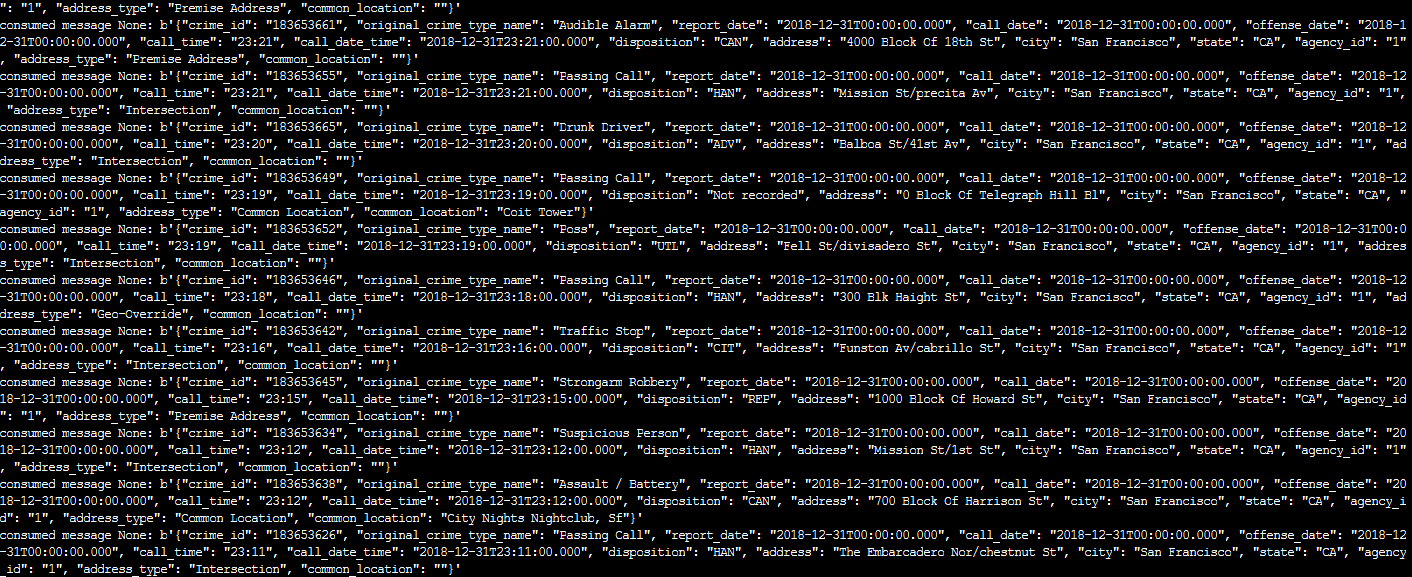 ": "1", "address_type": "Premise Address", "common_location": ""}'
consumed message None: b'{"crime_id": "183653661", "original_crime_type_name": "Audible Alarm", "report_date": "2018-12-31T00:00:00.000", "call_date": "2018-12-31T00:00:00.000", "offense_date": "2018-1
2-31T00:00:00.000", "call_time": "23:21", "call_date_time": "2018-12-31T23:21:00.000", "disposition": "CAN", "address": "4000 Block Of 18th St", "city": "San Francisco", "state": "CA", "agency_id": "1"
, "address_type": "Premise Address", "common_location": ""}'
consumed message None: b'{"crime_id": "183653655", "original_crime_type_name": "Passing Call", "report_date": "2018-12-31T00:00:00.000", "call_date": "2018-12-31T00:00:00.000", "offense_date": "2018-12
-31T00:00:00.000", "call_time": "23:21", "call_date_time": "2018-12-31T23:21:00.000", "disposition": "HAN", "address": "Mission St/precita Av", "city": "San Francisco", "state": "CA", "agency_id": "1",
 "address_type": "Intersection", "common_location": ""}'
consumed message None: b'{"crime_id": "183653665", "original_crime_type_name": "Drunk Driver", "report_date": "2018-12-31T00:00:00.000", "call_date": "2018-12-31T00:00:00.000", "offense_date": "2018-12
-31T00:00:00.000", "call_time": "23:20", "call_date_time": "2018-12-31T23:20:00.000", "disposition": "ADV", "address": "Balboa St/41st Av", "city": "San Francisco", "state": "CA", "agency_id": "1", "ad
dress_type": "Intersection", "common_location": ""}'
consumed message None: b'{"crime_id": "183653649", "original_crime_type_name": "Passing Call", "report_date": "2018-12-31T00:00:00.000", "call_date": "2018-12-31T00:00:00.000", "offense_date": "2018-12
-31T00:00:00.000", "call_time": "23:19", "call_date_time": "2018-12-31T23:19:00.000", "disposition": "Not recorded", "address": "0 Block Of Telegraph Hill Bl", "city": "San Francisco", "state": "CA", "
agency_id": "1", "address_type": "Common Location", "common_location": "Coit Tower"}'
consumed message None: b'{"crime_id": "183653652", "original_crime_type_name": "Poss", "report_date": "2018-12-31T00:00:00.000", "call_date": "2018-12-31T00:00:00.000", "offense_date": "2018-12-31T00:0
0:00.000", "call_time": "23:19", "call_date_time": "2018-12-31T23:19:00.000", "disposition": "UTL", "address": "Fell St/divisadero St", "city": "San Francisco", "state": "CA", "agency_id": "1", "addres
s_type": "Intersection", "common_location": ""}'
consumed message None: b'{"crime_id": "183653646", "original_crime_type_name": "Passing Call", "report_date": "2018-12-31T00:00:00.000", "call_date": "2018-12-31T00:00:00.000", "offense_date": "2018-12
-31T00:00:00.000", "call_time": "23:18", "call_date_time": "2018-12-31T23:18:00.000", "disposition": "HAN", "address": "300 Blk Haight St", "city": "San Francisco", "state": "CA", "agency_id": "1", "ad
dress_type": "Geo-Override", "common_location": ""}'
consumed message None: b'{"crime_id": "183653642", "original_crime_type_name": "Traffic Stop", "report_date": "2018-12-31T00:00:00.000", "call_date": "2018-12-31T00:00:00.000", "offense_date": "2018-12
-31T00:00:00.000", "call_time": "23:16", "call_date_time": "2018-12-31T23:16:00.000", "disposition": "CIT", "address": "Funston Av/cabrillo St", "city": "San Francisco", "state": "CA", "agency_id": "1"
, "address_type": "Intersection", "common_location": ""}'
consumed message None: b'{"crime_id": "183653645", "original_crime_type_name": "Strongarm Robbery", "report_date": "2018-12-31T00:00:00.000", "call_date": "2018-12-31T00:00:00.000", "offense_date": "20
18-12-31T00:00:00.000", "call_time": "23:15", "call_date_time": "2018-12-31T23:15:00.000", "disposition": "REP", "address": "1000 Block Of Howard St", "city": "San Francisco", "state": "CA", "agency_id
": "1", "address_type": "Premise Address", "common_location": ""}'
consumed message None: b'{"crime_id": "183653634", "original_crime_type_name": "Suspicious Person", "report_date": "2018-12-31T00:00:00.000", "call_date": "2018-12-31T00:00:00.000", "offense_date": "20
18-12-31T00:00:00.000", "call_time": "23:12", "call_date_time": "2018-12-31T23:12:00.000", "disposition": "HAN", "address": "Mission St/1st St", "city": "San Francisco", "state": "CA", "agency_id": "1"
, "address_type": "Intersection", "common_location": ""}'
consumed message None: b'{"crime_id": "183653638", "original_crime_type_name": "Assault / Battery", "report_date": "2018-12-31T00:00:00.000", "call_date": "2018-12-31T00:00:00.000", "offense_date": "20
18-12-31T00:00:00.000", "call_time": "23:12", "call_date_time": "2018-12-31T23:12:00.000", "disposition": "CAN", "address": "700 Block Of Harrison St", "city": "San Francisco", "state": "CA", "agency_i
d": "1", "address_type": "Common Location", "common_location": "City Nights Nightclub, Sf"}'
consumed message None: b'{"crime_id": "183653626", "original_crime_type_name": "Passing Call", "report_date": "2018-12-31T00:00:00.000", "call_date": "2018-12-31T00:00:00.000", "offense_date": "2018-12
-31T00:00:00.000", "call_time": "23:11", "call_date_time": "2018-12-31T23:11:00.000", "disposition": "HAN", "address": "The Embarcadero Nor/chestnut St", "city": "San Francisco", "state": "CA", "agency
_id": "1", "address_type": "Intersection", "common_location": ""}'